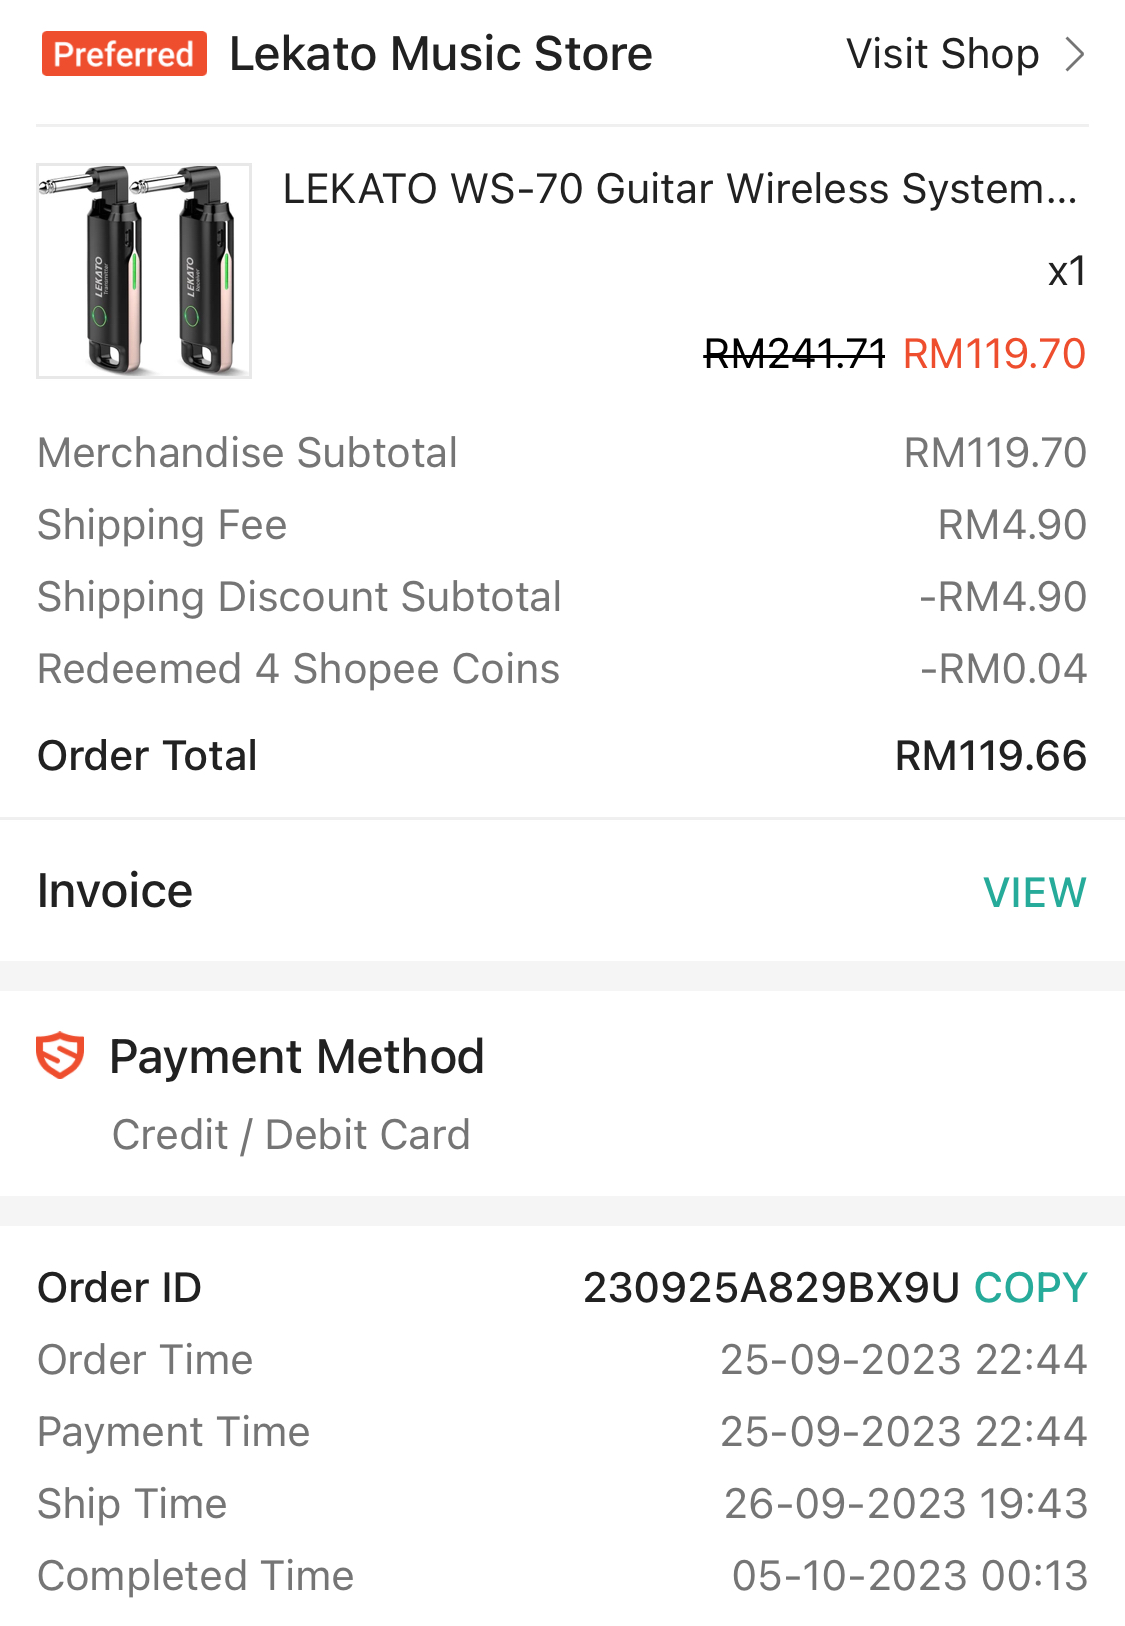 Preferred Lekato Music Store Visit Shop
LEKATO WS-70 Guitar Wireless System...
LEKATO Transmitter
LEKATO Receiver
x1
RM241.71 RM119.70
Merchandise Subtotal RM119.70
Shipping Fee RM4.90
Shipping Discount Subtotal -RM4.90
Redeemed 4 Shopee Coins -RM0.04
Order Total RM119.66
Invoice VIEW
Payment Method
Credit / Debit Card
Order ID 230925A829BX9U COPY
Order Time 25-09-2023 22:44
Payment Time 25-09-2023 22:44
Ship Time 26-09-2023 19:43
Completed Time 05-10-2023 00:13